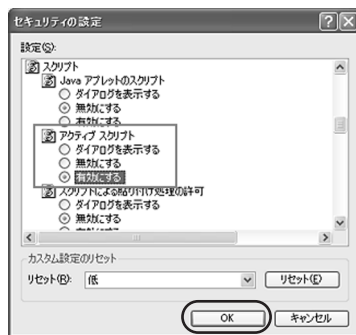 セキュリティの設定
設定(S):
スクリプト
Java アプレットのスクリプト
ダイアログを表示する
無効にする
有効にする
アクティブ スクリプト
ダイアログを表示する
無効にする
有効にする
スクリプトによる貼り付け処理の許可
ダイアログを表示する
無効にする
カスタム設定のリセット
リセット(R): 低 リセット(E)
OK キャンセル